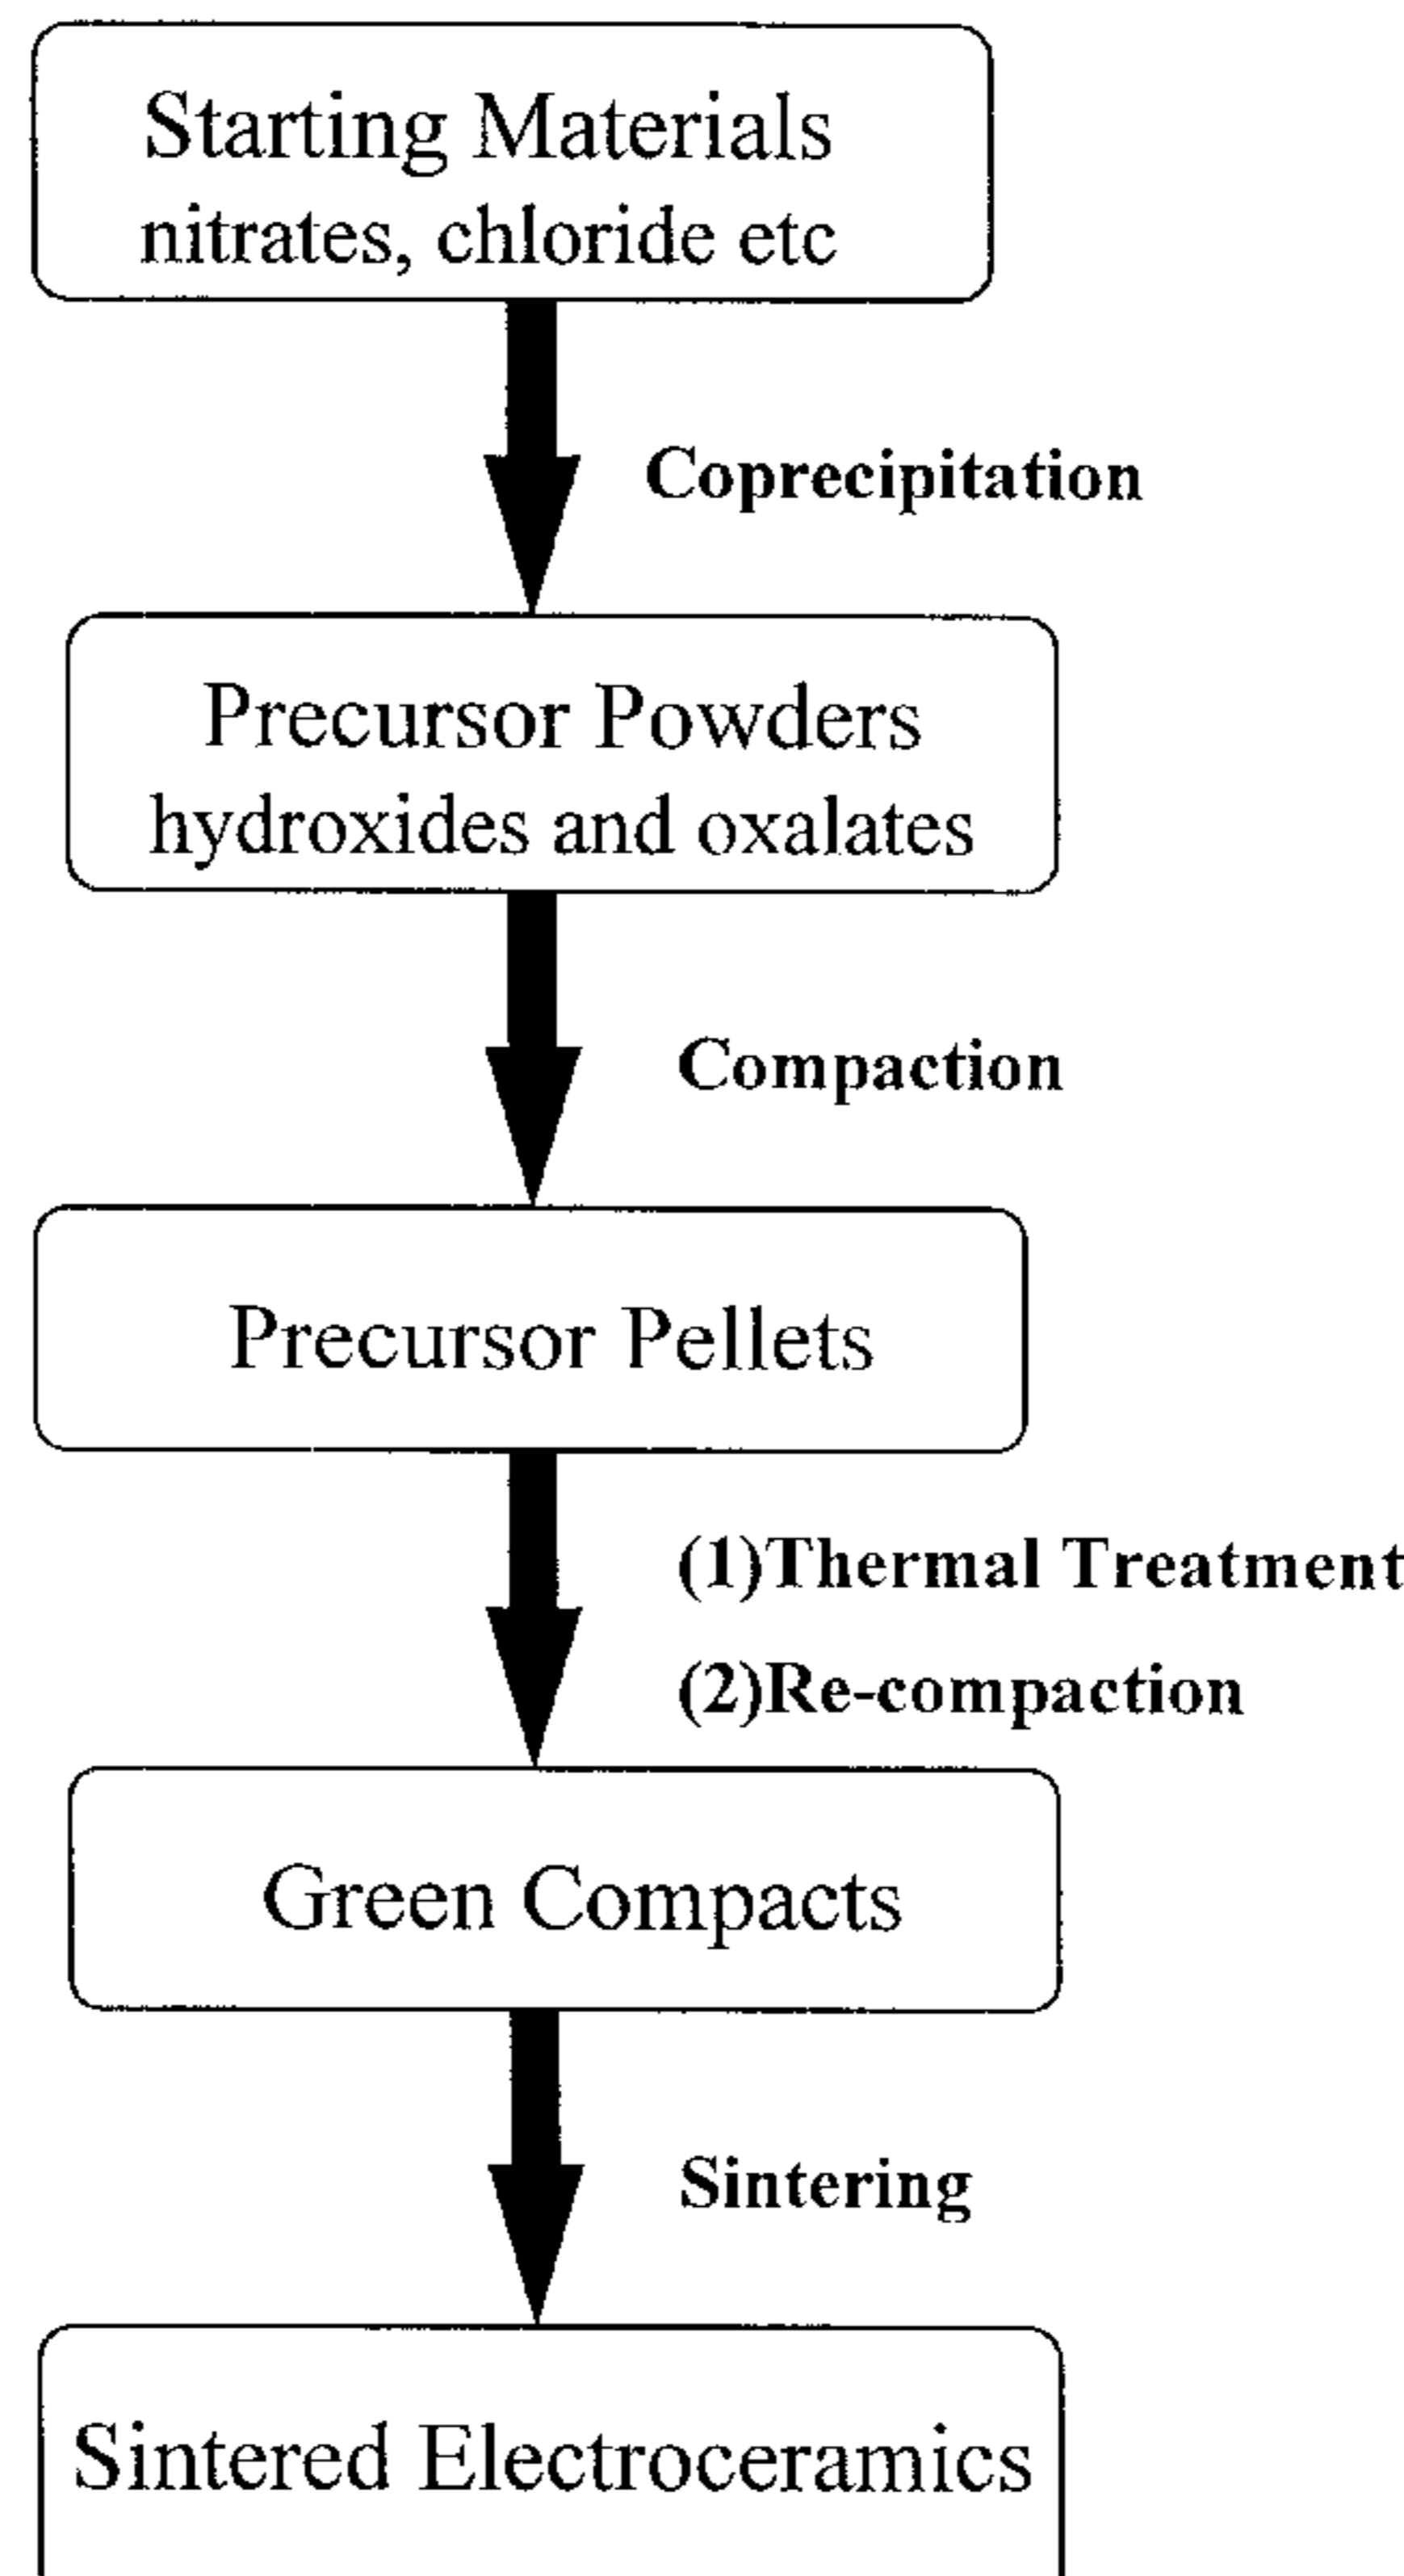 Starting Materials
nitrates, chloride etc
Coprecipitation
Precursor Powders
hydroxides and oxalates
Compaction
Precursor Pellets
(1)Thermal Treatment
(2)Re-compaction
Green Compacts
Sintering
Sintered Electroceramics